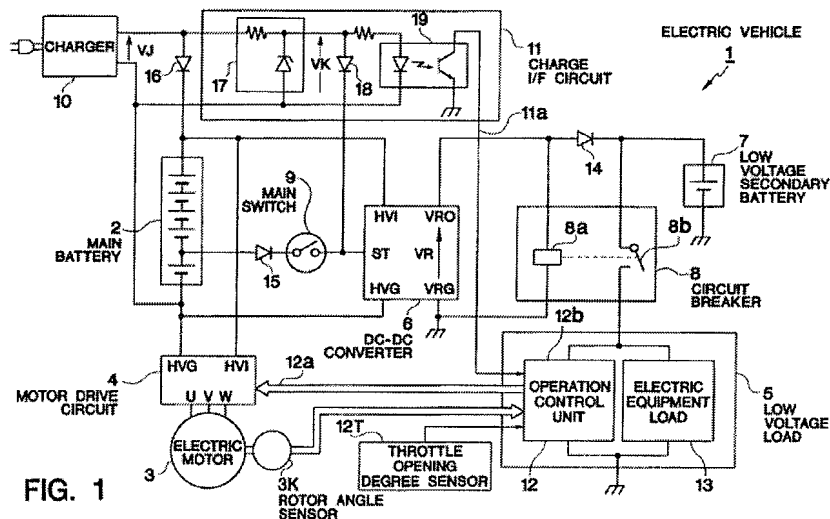 19
ELECTRIC VEHICLE
1
CHARGER
VJ
16
17
VK
18
11
CHARGE
I/F CIRCUIT
10
11a
14
7
LOW
VOLTAGE
SECONDARY
BATTERY
9
MAIN
SWITCH
2
MAIN
BATTERY
15
HVI VRO
ST VR
HVG VRG
6
DC-DC
CONVERTER
8a
8b
8
CIRCUIT
BREAKER
12b
4
MOTOR DRIVE
CIRCUIT
HVG HVI
U V W
12a
OPERATION
CONTROL
UNIT
ELECTRIC
EQUIPMENT
LOAD
5
LOW
VOLTAGE
LOAD
ELECTRIC
MOTOR
3
3K
ROTOR ANGLE
SENSOR
12T
THROTTLE
OPENING
DEGREE SENSOR
12
13
FIG. 1